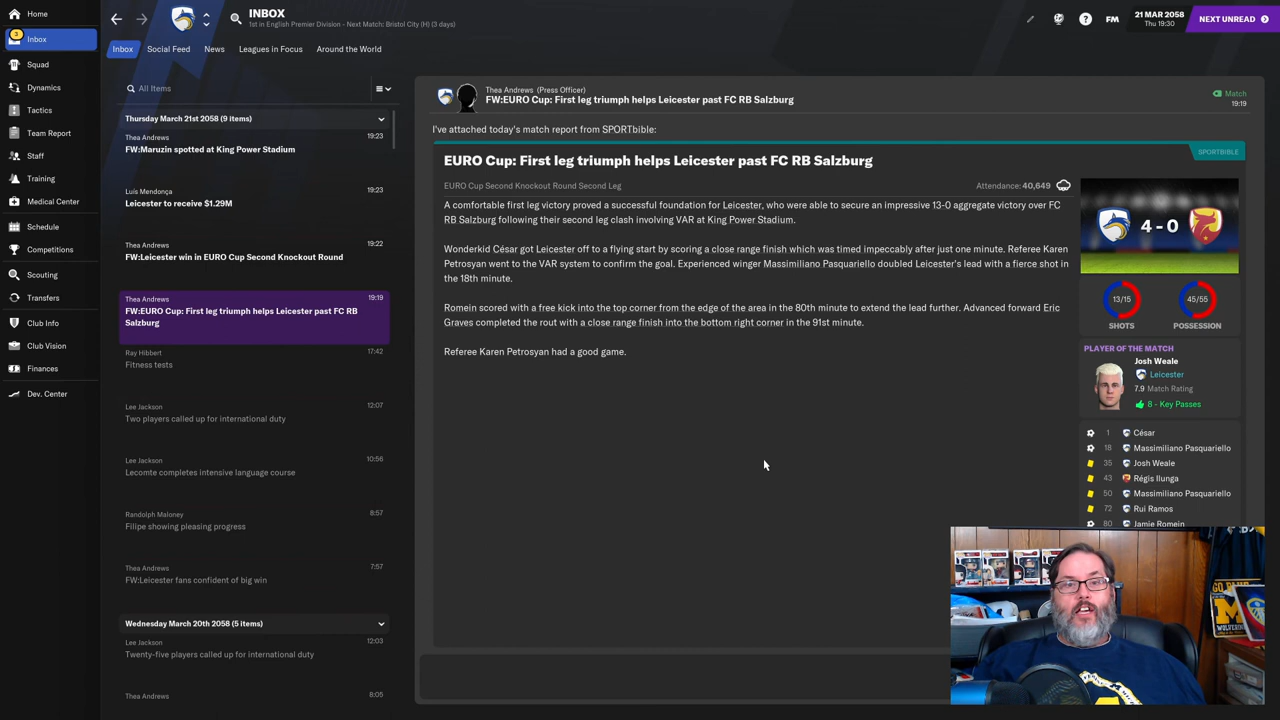 INBOX
1st in English Premier Division - Next Match: Bristol City (H) (3 days)
FM
21 MAR 2058
Thu 19:30
NEXT UNREAD
Home
3
Inbox
Squad
Dynamics
Tactics
Team Report
Staff
Training
Medical Center
Schedule
Competitions
Scouting
Transfers
Club Info
Club Vision
Finances
Dev. Center
Inbox
Social Feed
News
Leagues in Focus
Around the World
All Items
Thursday March 21st 2058 (9 items)
Thea Andrews 19:23
FW:Maruzin spotted at King Power Stadium
Luís Mendonça 19:23
Leicester to receive $1.29M
Thea Andrews 19:22
FW:Leicester win in EURO Cup Second Knockout Round
Thea Andrews 19:19
FW:EURO Cup: First leg triumph helps Leicester past FC RB
Salzburg
Ray Hibbert 17:42
Fitness tests
Lee Jackson 12:07
Two players called up for international duty
Lee Jackson 10:56
Lecomte completes intensive language course
Randolph Maloney 8:57
Filipe showing pleasing progress
Thea Andrews 7:57
FW:Leicester fans confident of big win
Wednesday March 20th 2058 (5 items)
Lee Jackson 12:03
Twenty-five players called up for international duty
Thea Andrews 8:05
Thea Andrews (Press Officer)
FW:EURO Cup: First leg triumph helps Leicester past FC RB Salzburg
Match
19:19
I've attached today's match report from SPORTbible:
SPORTBIBLE
EURO Cup: First leg triumph helps Leicester past FC RB Salzburg
EURO Cup Second Knockout Round Second Leg
Attendance: 40,649
A comfortable first leg victory proved a successful foundation for Leicester, who were able to secure an impressive 13-0 aggregate victory over FC
RB Salzburg following their second leg clash involving VAR at King Power Stadium.
Wonderkid César got Leicester off to a flying start by scoring a close range finish which was timed impeccably after just one minute. Referee Karen
Petrosyan went to the VAR system to confirm the goal. Experienced winger Massimiliano Pasquariello doubled Leicester's lead with a fierce shot in
the 18th minute.
Romein scored with a free kick into the top corner from the edge of the area in the 80th minute to extend the lead further. Advanced forward Eric
Graves completed the rout with a close range finish into the bottom right corner in the 91st minute.
Referee Karen Petrosyan had a good game.
4 - 0
13/15
SHOTS
45/55
POSSESSION
PLAYER OF THE MATCH
Josh Weale
Leicester
7.9 Match Rating
8 - Key Passes
1 César
18 Massimiliano Pasquariello
35 Josh Weale
43 Régis Ilunga
50 Massimiliano Pasquariello
72 Rui Ramos
80 Jamie Romein
GO BLUE
M
WOLVERINES